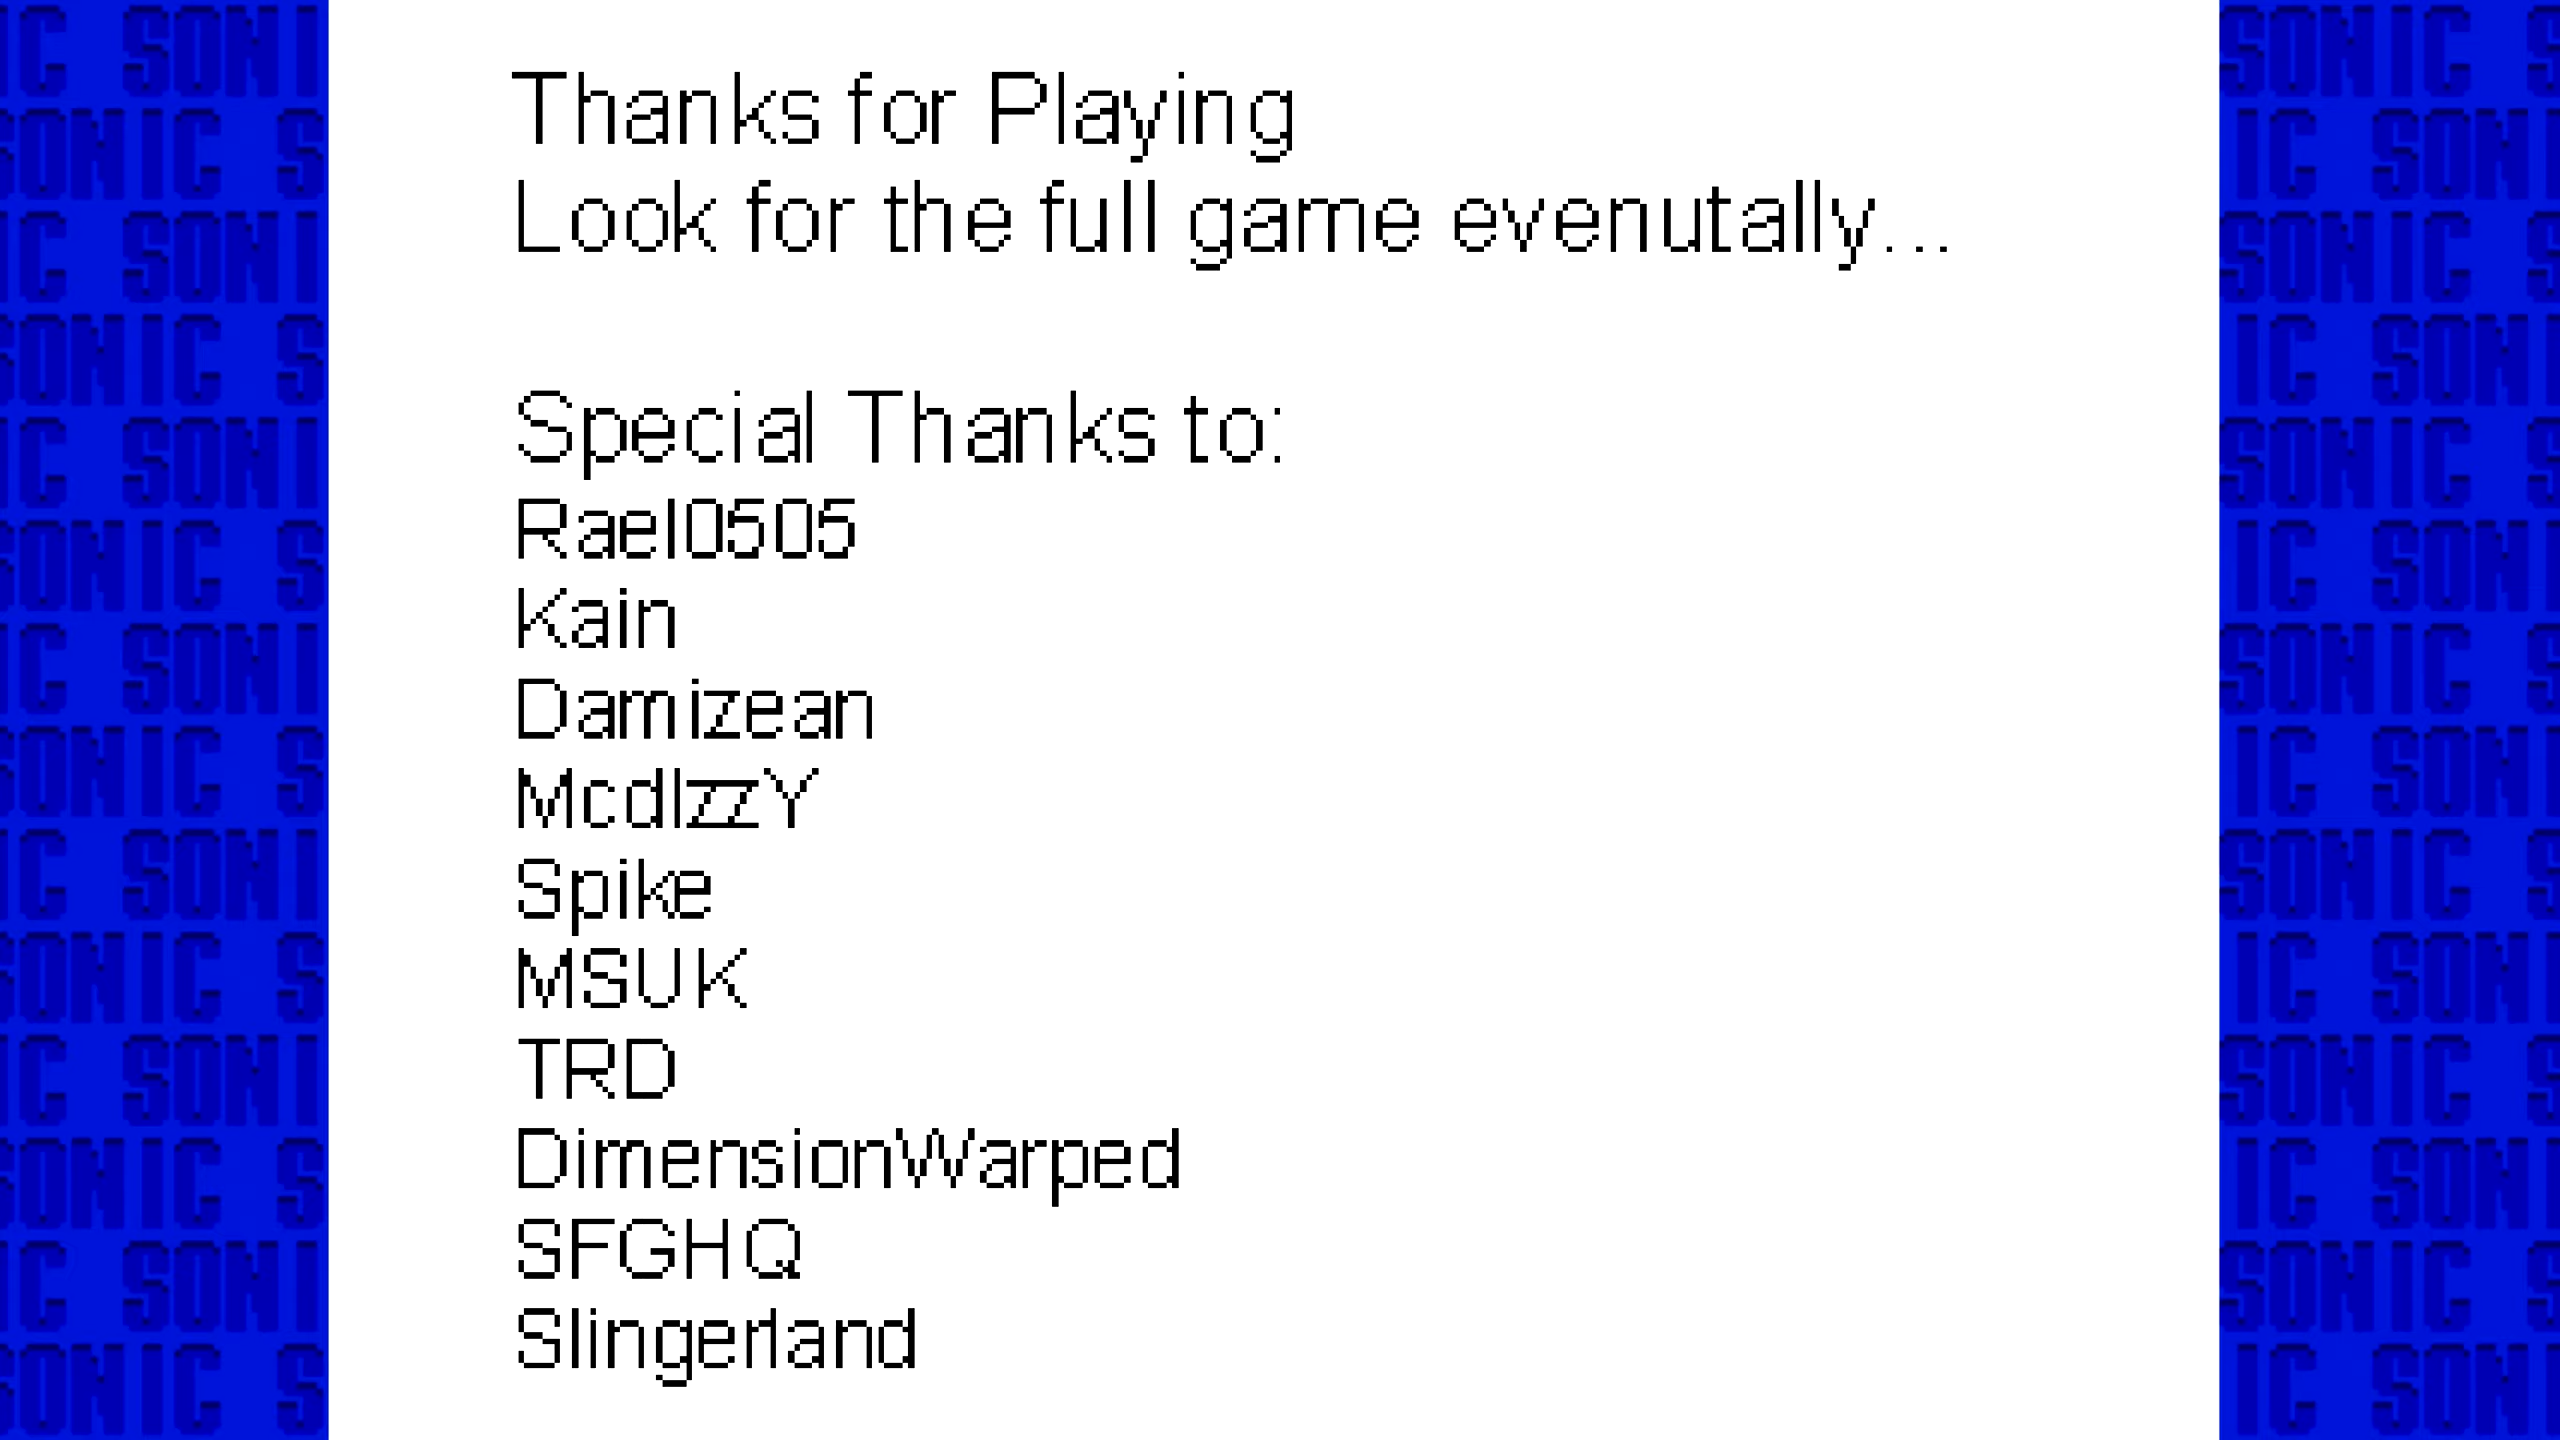 Thanks for Playing
Look for the full game evenutally...
Special Thanks to:
Rael0505
Kain
Damizean
McdIzzY
Spike
MSUK
TRD
DimensionWarped
SFGHQ
Slingerland